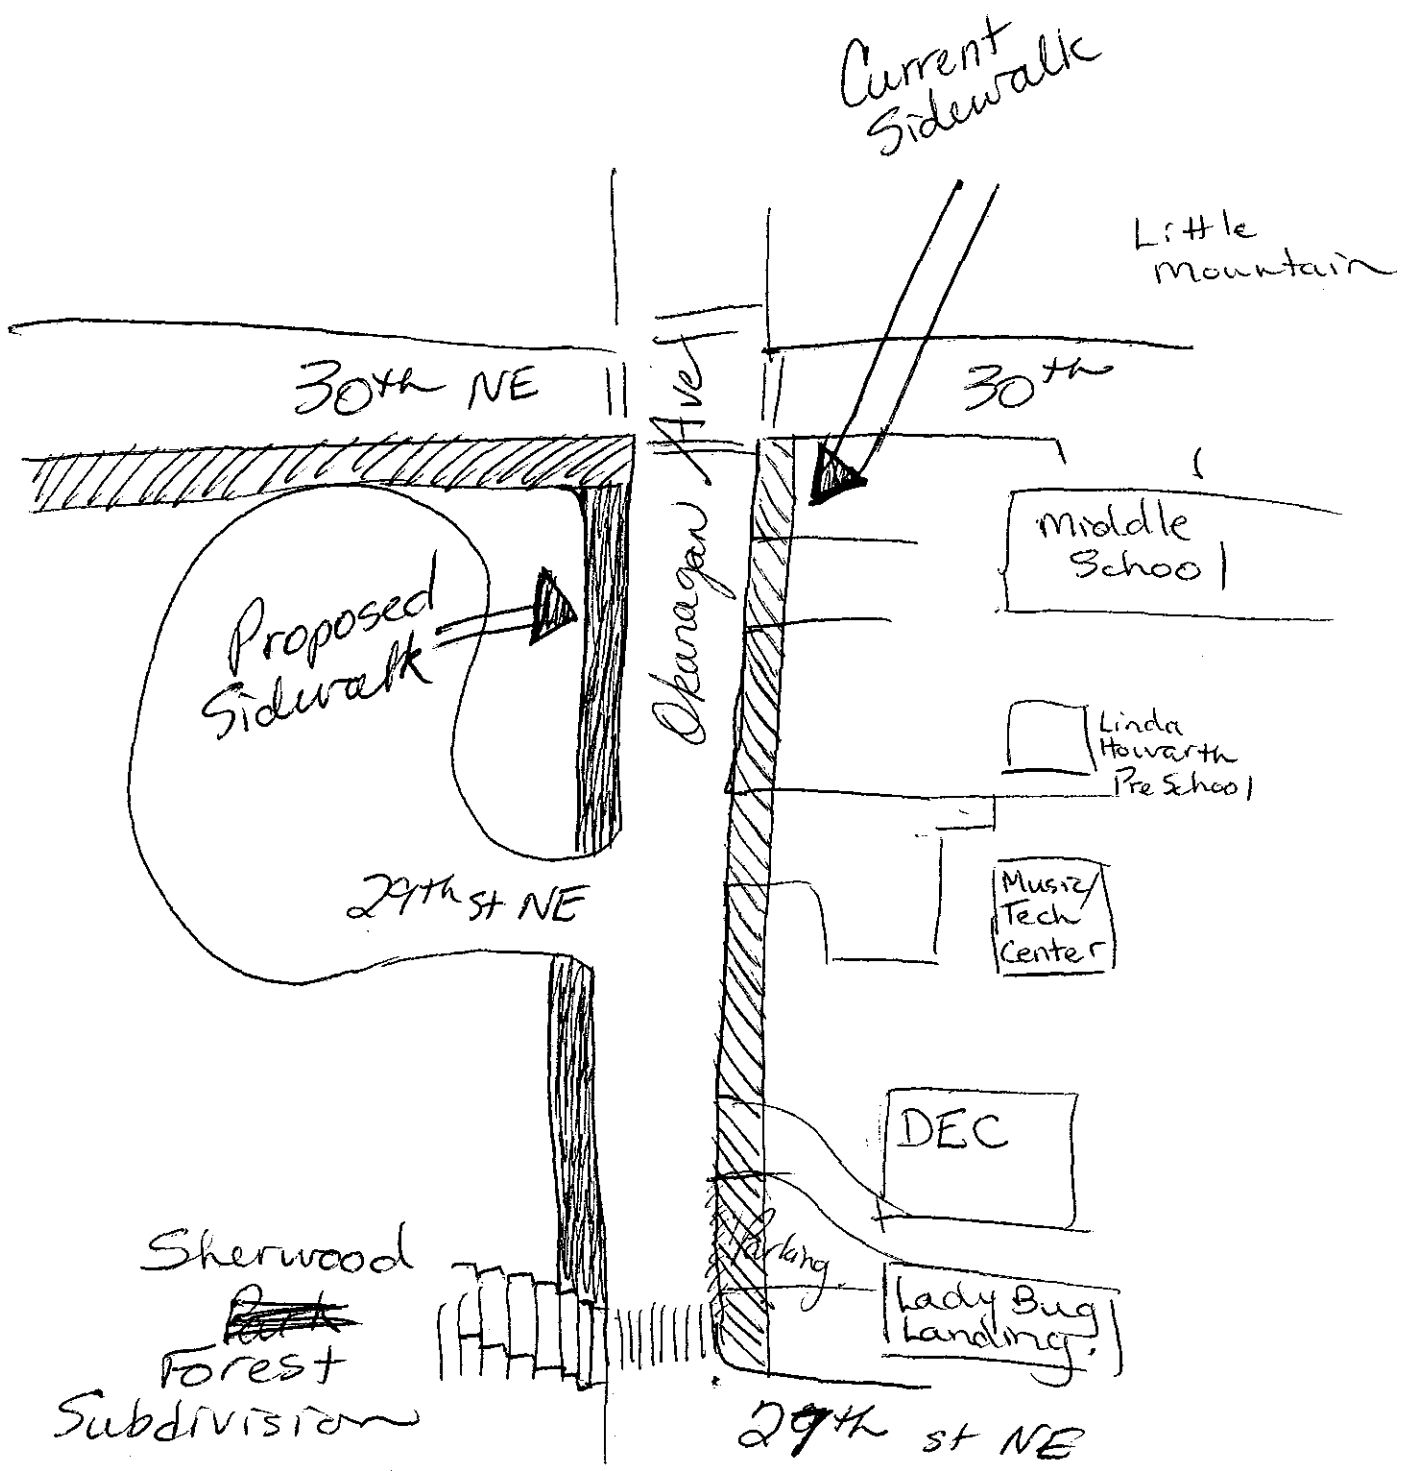 Current
Sidewalk
Little
Mountain
30th NE
30th
Okanagan Ave
Middle
School
Proposed
Sidewalk
Linda
Howarth
PreSchool
29th St NE
Music/
Tech
Center
DEC
Parking.
Sherwood
Forest
Subdivision
Lady Bug
Landing.
29th St NE